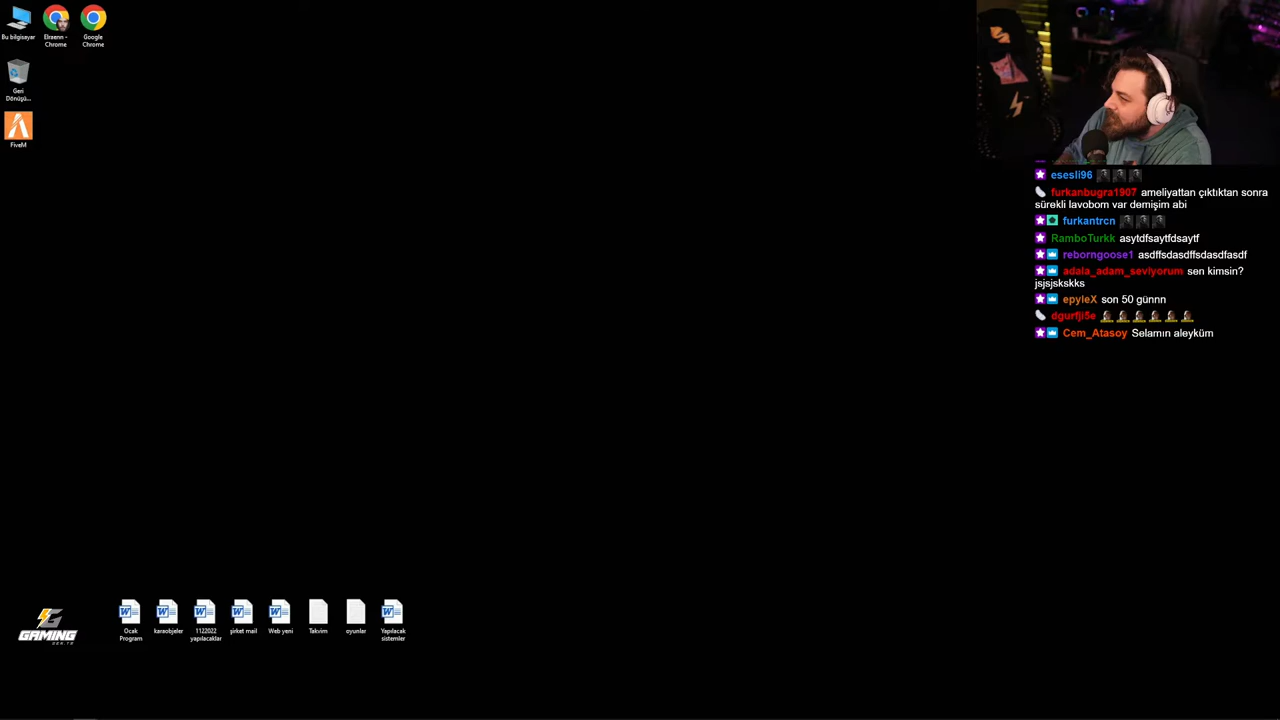 Bu bilgisayar
Elraenn -
Chrome
Google
Chrome
Geri
Dönüşü...
FiveM
esesli96
furkanbugra1907 ameliyattan çıktıktan sonra
sürekli lavobom var demişim abi
furkantrcn
RamboTurkk asytdfsaytfdsaytf
reborngoose1 asdffsdasdffsdasdfasdf
adala_adam_seviyorum sen kimsin?
jsjsjskskks
epyleX son 50 günnn
dgurfji5e
Cem_Atasoy Selamın aleyküm
GAMING
Ocak
Program
karaobjeler
1122022
yapılacaklar
şirket mail
Web yeni
Takvim
oyunlar
Yapılacak
sistemler